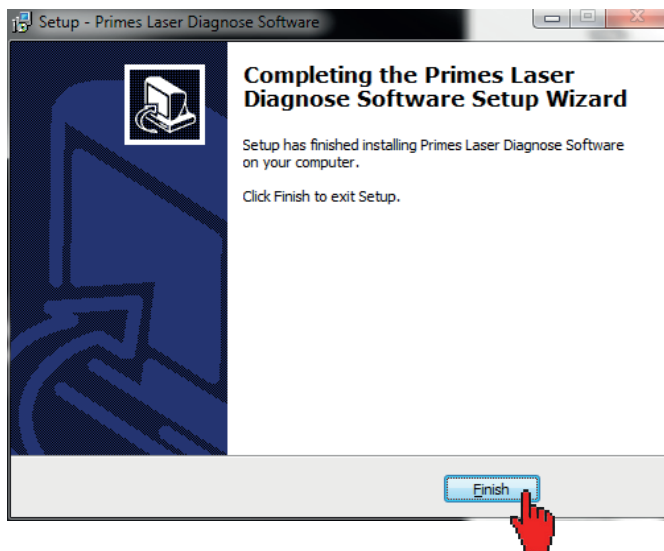 Setup - Primes Laser Diagnose Software
Completing the Primes Laser
Diagnose Software Setup Wizard
Setup has finished installing Primes Laser Diagnose Software
on your computer.
Click Finish to exit Setup.
Finish